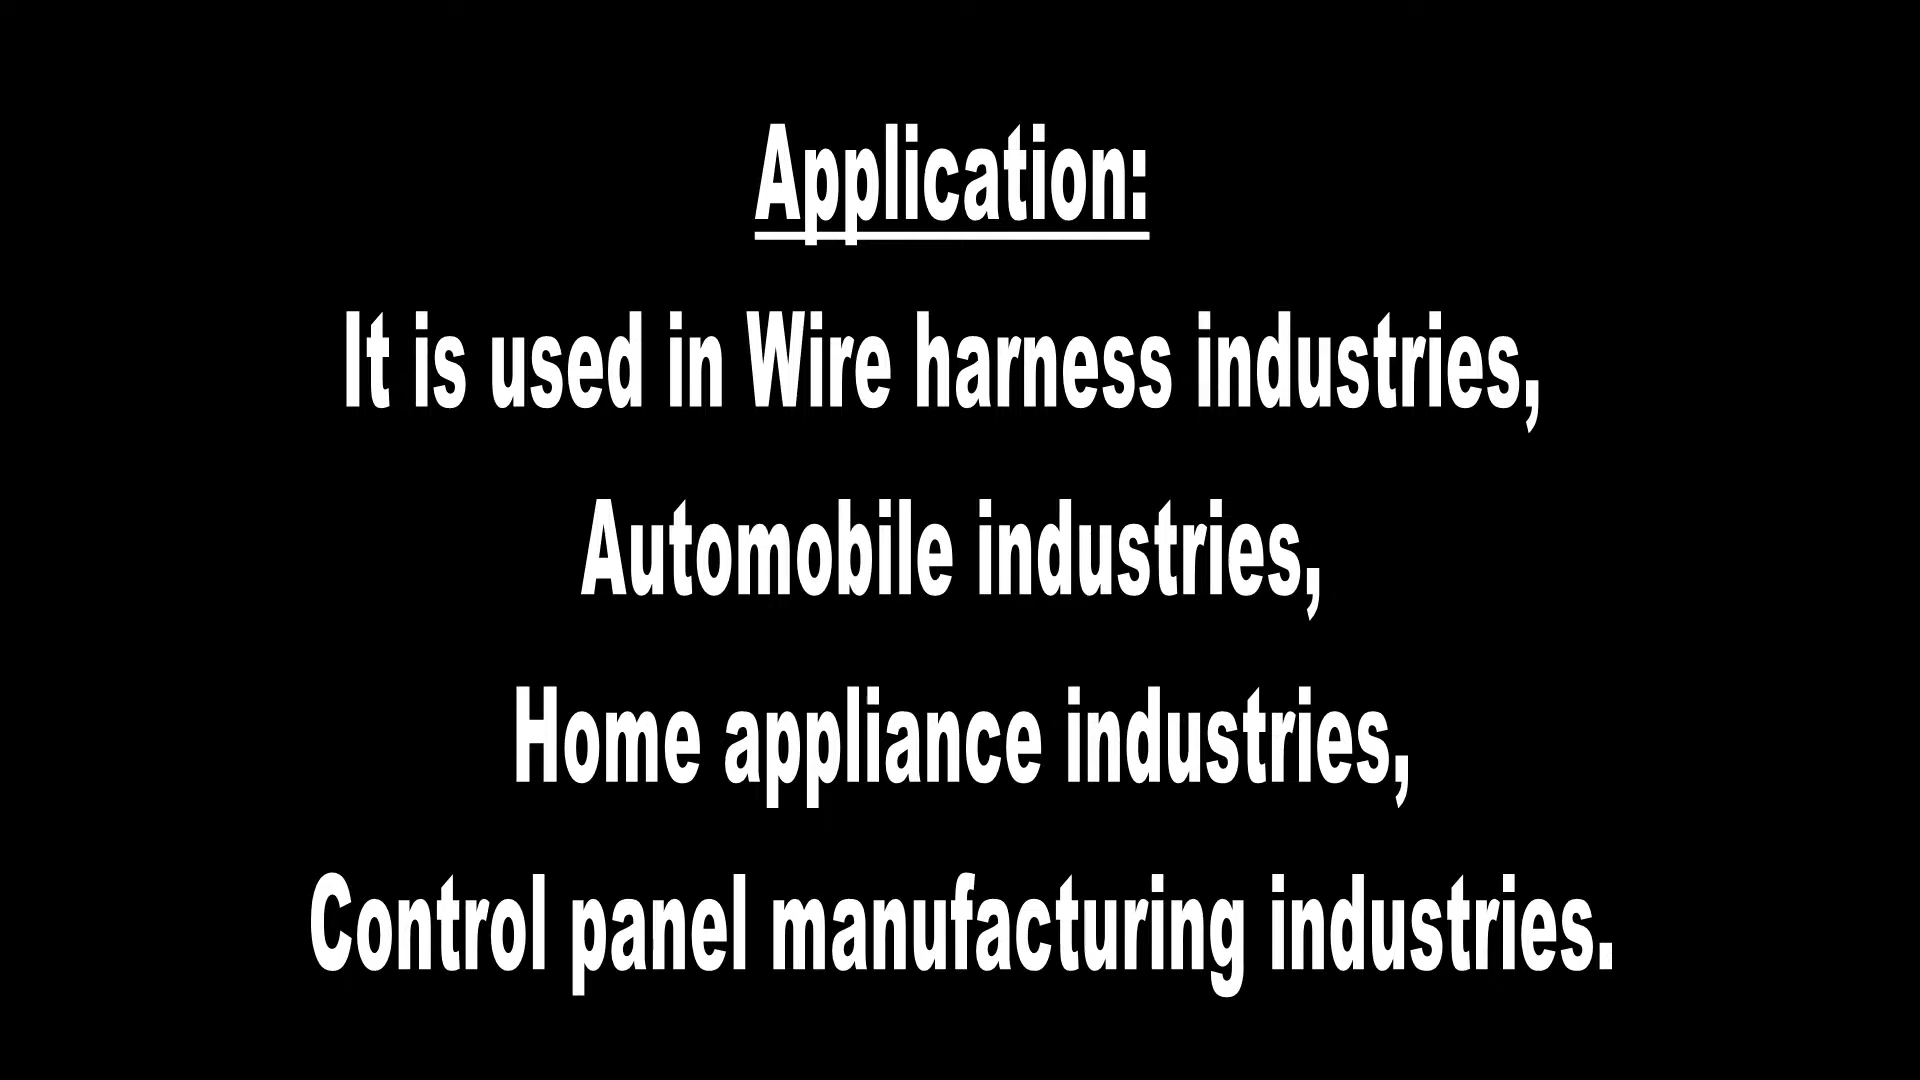 Application:
It is used in Wire harness industries,
Automobile industries,
Home appliance industries,
Control panel manufacturing industries.